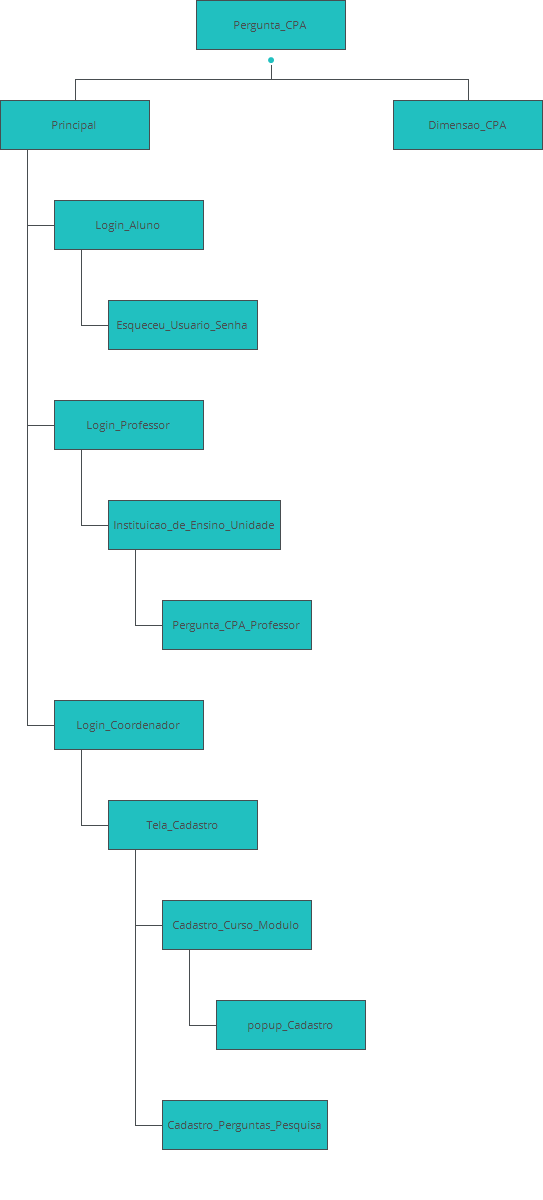 Pergunta_CPA
Principal
Dimensao_CPA
Login_Aluno
Esqueceu_Usuario_Senha
Login_Professor
Instituicao_de_Ensino_Unidade
Pergunta_CPA_Professor
Login_Coordenador
Tela_Cadastro
Cadastro_Curso_Modulo
popup_Cadastro
Cadastro_Perguntas_Pesquisa